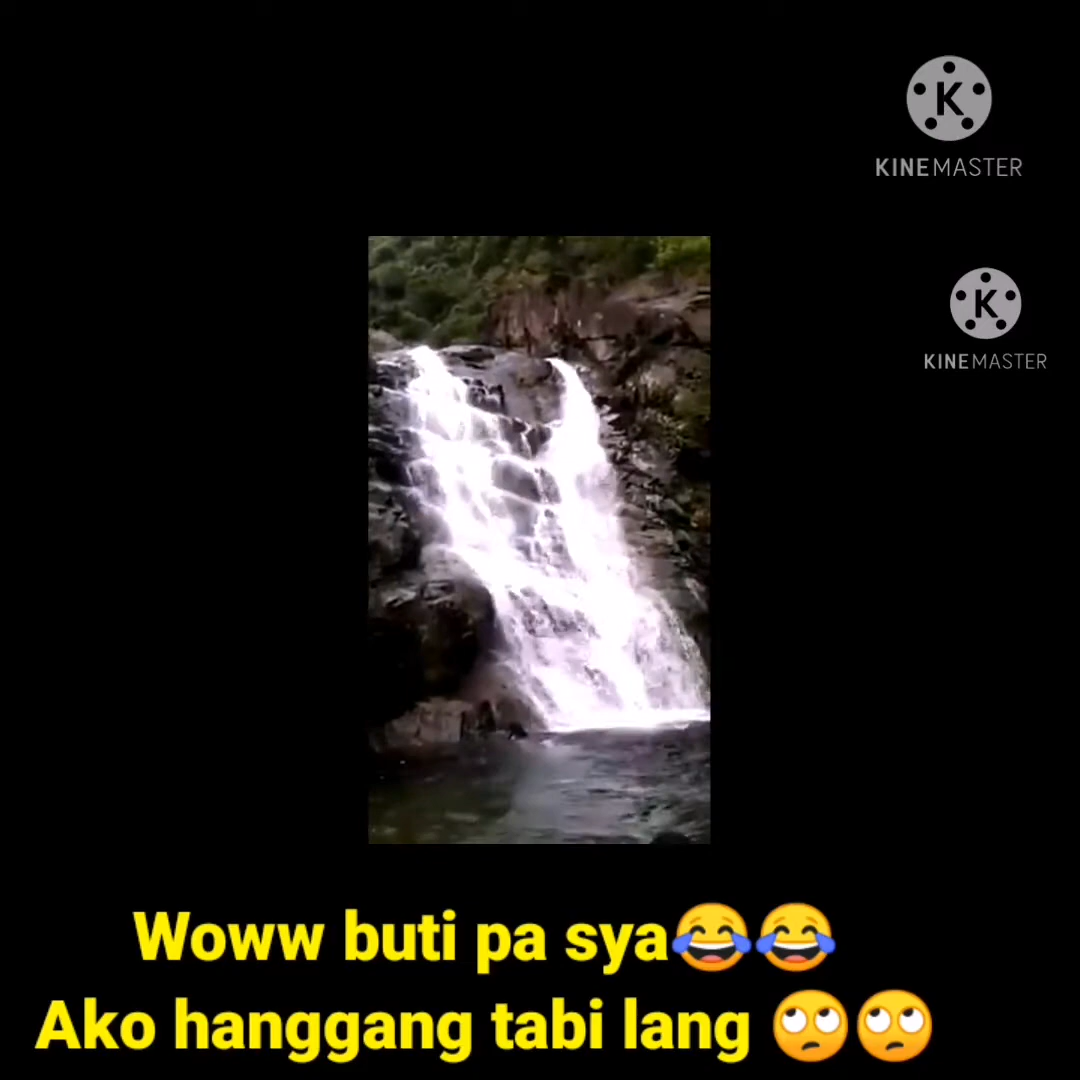 K
KINEMASTER
K
KINEMASTER
Woww buti pa sya😂😂
Ako hanggang tabi lang 🙄🙄